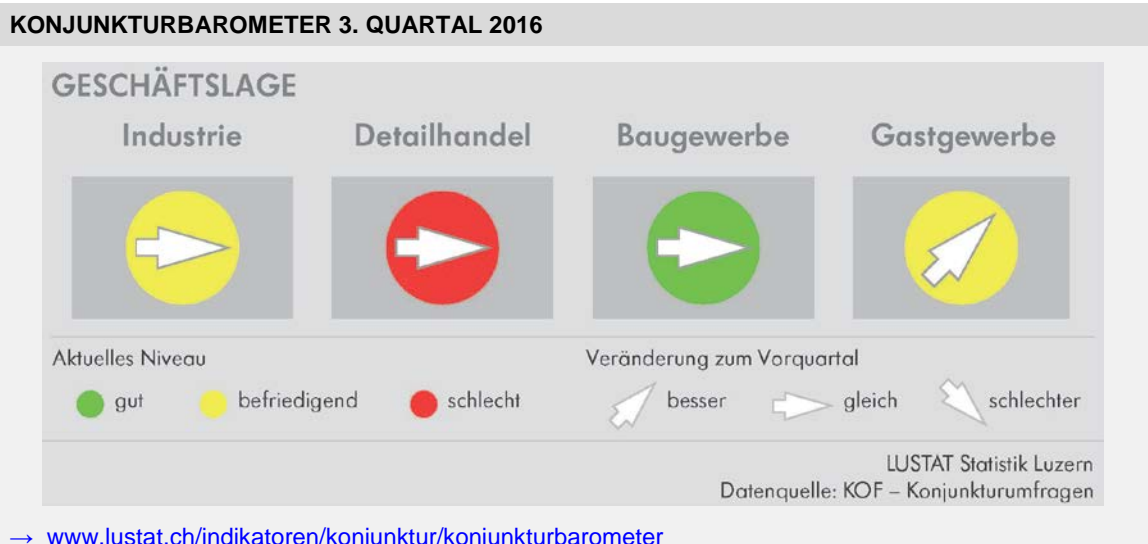 KONJUNKTURBAROMETER 3. QUARTAL 2016
GESCHÄFTSLAGE
Industrie Detailhandel Baugewerbe Gastgewerbe
Aktuelles Niveau Veränderung zum Vorquartal
gut befriedigend schlecht besser gleich schlechter
LUSTAT Statistik Luzern
Datenquelle: KOF – Konjunkturumfragen
→ www.lustat.ch/indikatoren/konjunktur/konjunkturbarometer